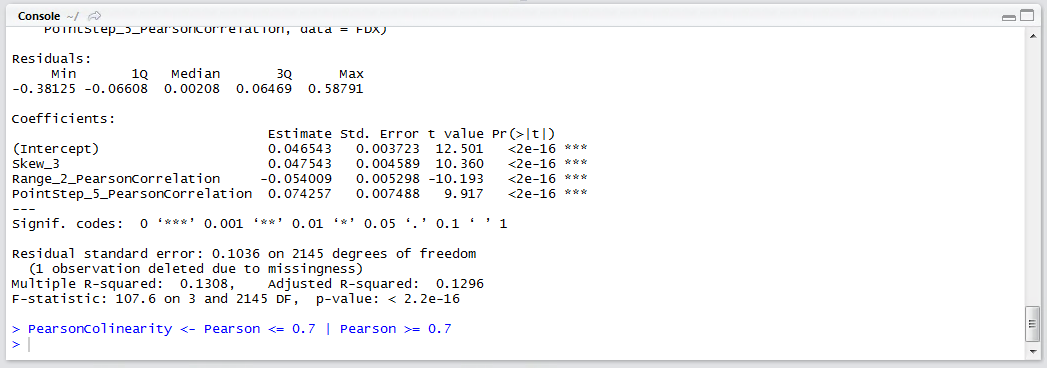 Console ~/
PointStep_5_PearsonCorrelation, data = FDX)
Residuals:
Min 1Q Median 3Q Max
-0.38125 -0.06608 0.00208 0.06469 0.58791
Coefficients:
Estimate Std. Error t value Pr(>|t|)
(Intercept) 0.046543 0.003723 12.501 <2e-16 ***
Skew_3 0.047543 0.004589 10.360 <2e-16 ***
Range_2_PearsonCorrelation -0.054009 0.005298 -10.193 <2e-16 ***
PointStep_5_PearsonCorrelation 0.074257 0.007488 9.917 <2e-16 ***
---
Signif. codes: 0 ‘***’ 0.001 ‘**’ 0.01 ‘*’ 0.05 ‘.’ 0.1 ‘ ’ 1
Residual standard error: 0.1036 on 2145 degrees of freedom
(1 observation deleted due to missingness)
Multiple R-squared: 0.1308, Adjusted R-squared: 0.1296
F-statistic: 107.6 on 3 and 2145 DF, p-value: < 2.2e-16
> PearsonColinearity <- Pearson <= 0.7 | Pearson >= 0.7
>